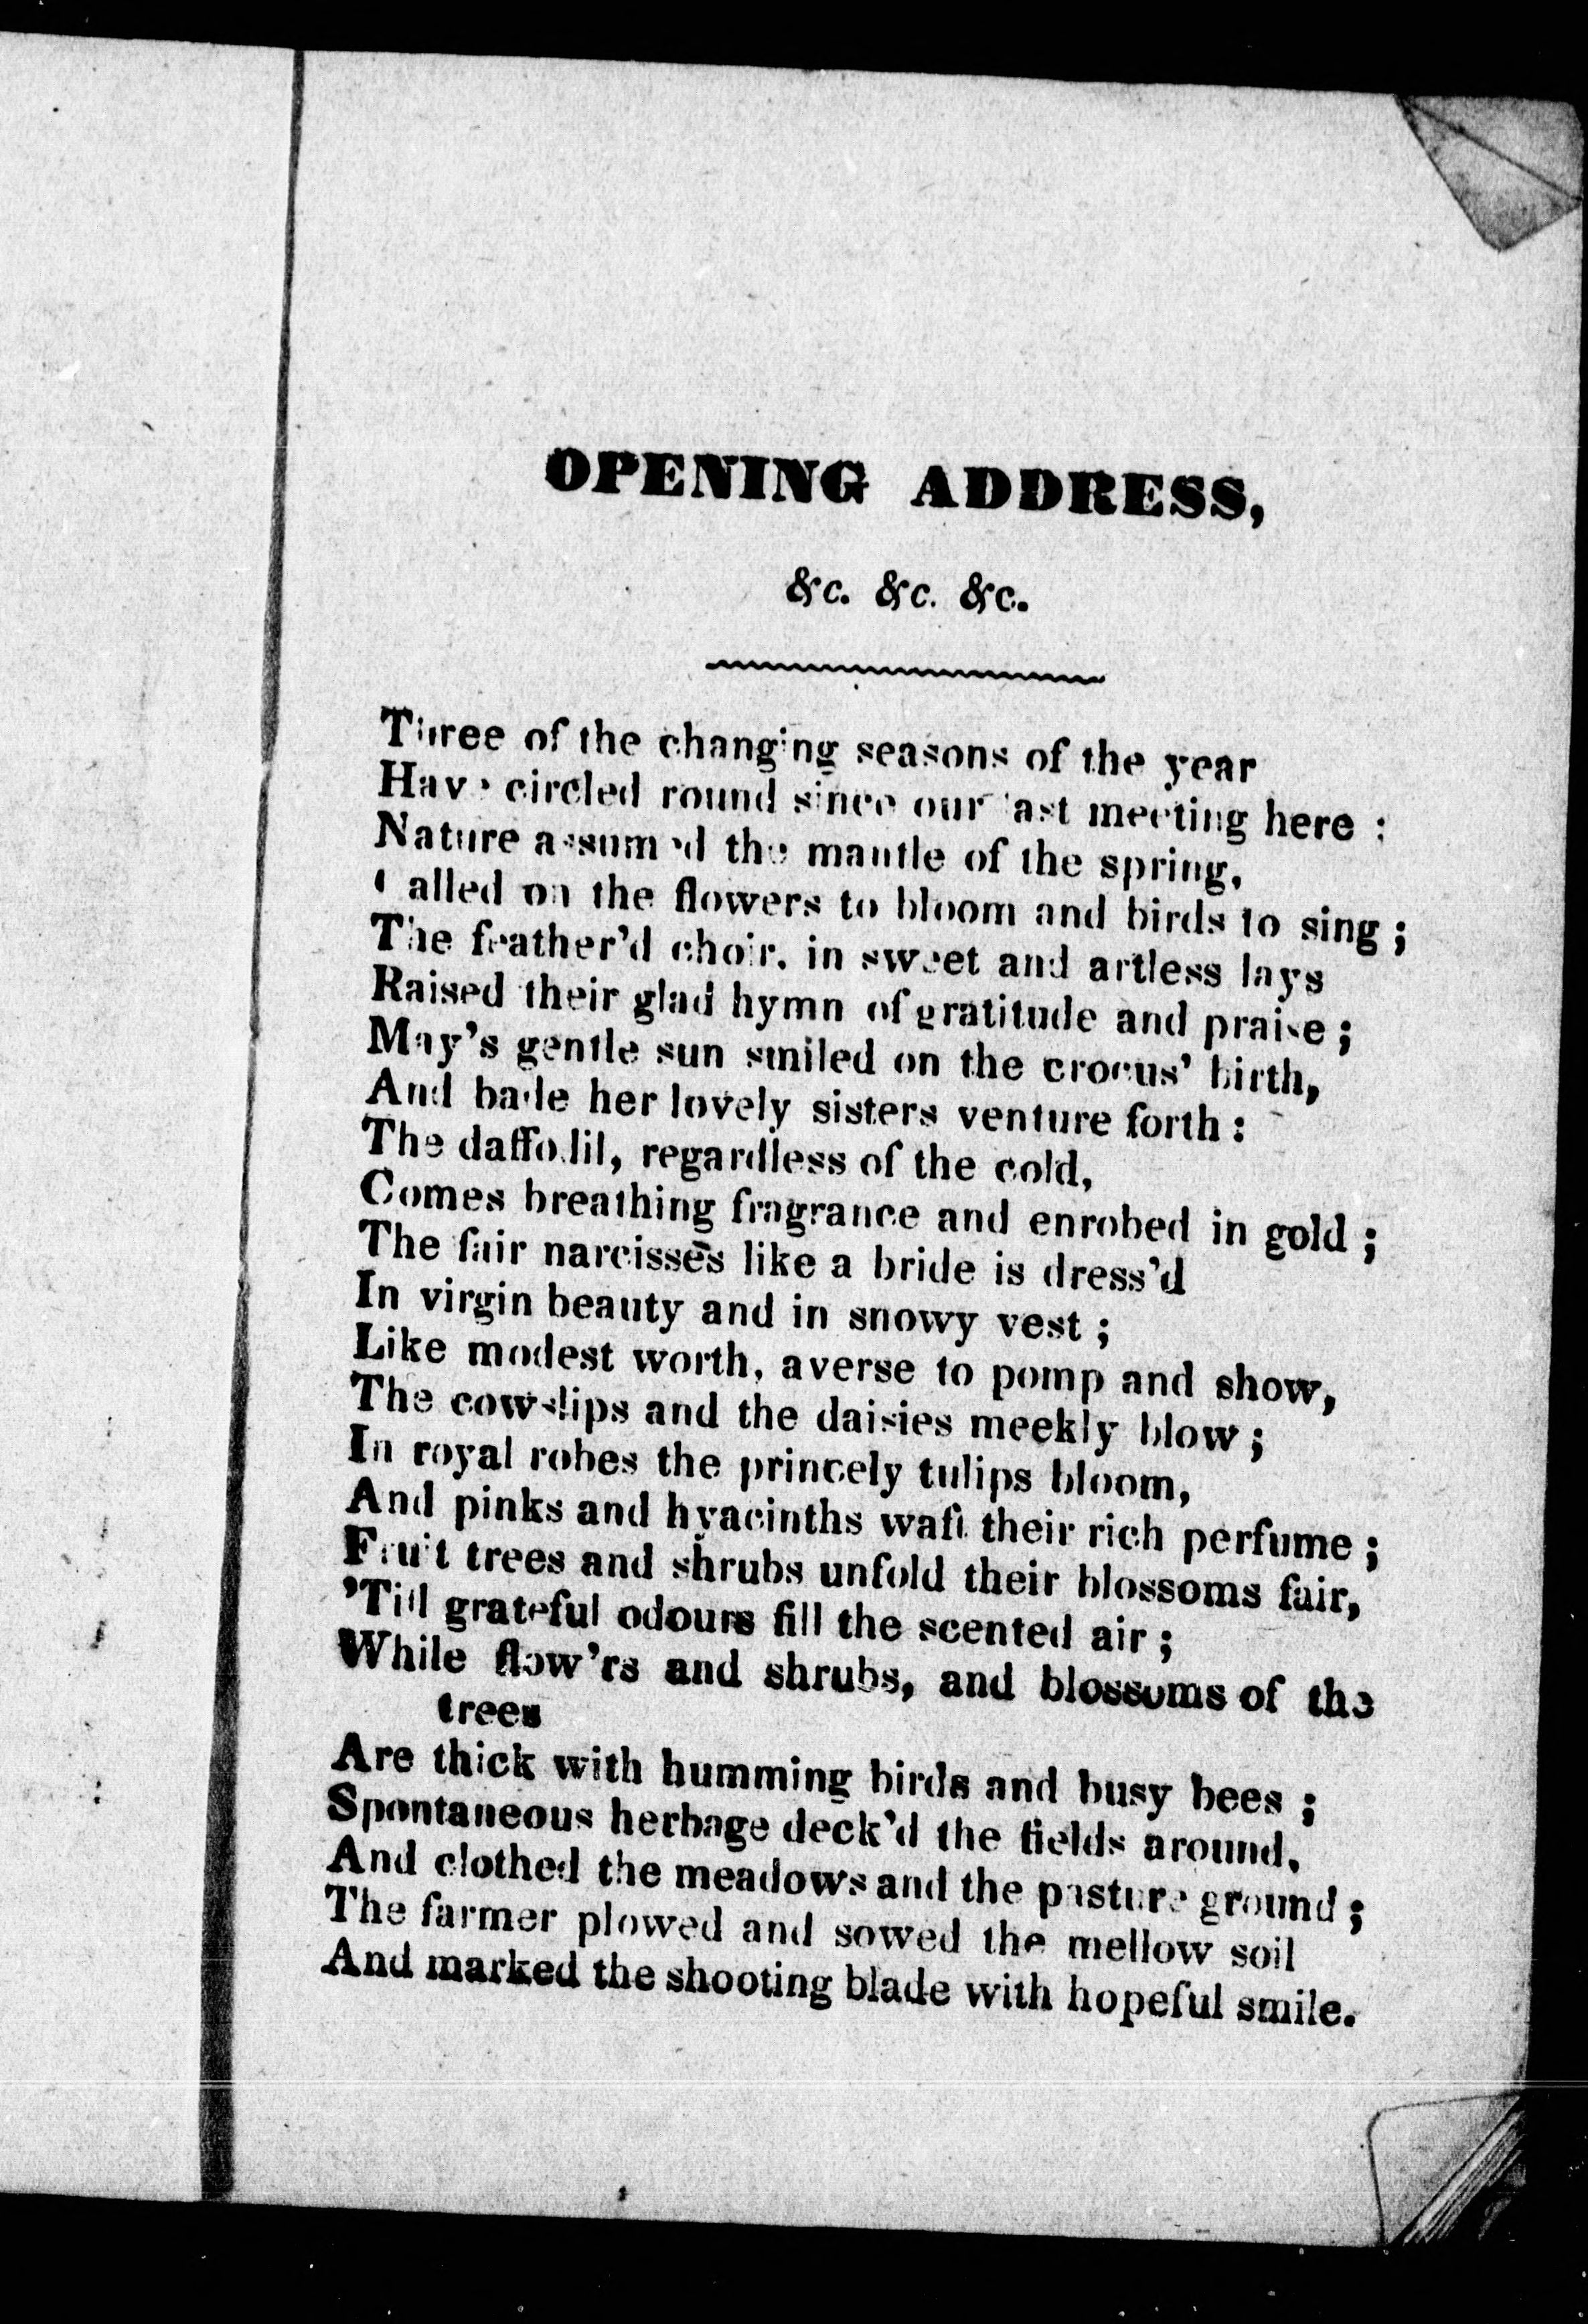 OPENING ADDRESS,
&c. &c. &c.
Three of the changing seasons of the year
Have circled round since our last meeting here ;
Nature assumed the mantle of the spring,
Called on the flowers to bloom and birds to sing ;
The feather'd choir, in sweet and artless lays
Raised their glad hymn of gratitude and praise ;
May's gentle sun smiled on the crocus' birth,
And bade her lovely sisters venture forth :
The daffodil, regardless of the cold,
Comes breathing fragrance and enrobed in gold ;
The fair narcisses like a bride is dress'd
In virgin beauty and in snowy vest ;
Like modest worth, averse to pomp and show,
The cowslips and the daisies meekly blow ;
In royal robes the princely tulips bloom,
And pinks and hyacinths waft their rich perfume ;
Fruit trees and shrubs unfold their blossoms fair,
'Till grateful odours fill the scented air ;
While flow'rs and shrubs, and blossoms of the
trees
Are thick with humming birds and busy bees ;
Spontaneous herbage deck'd the fields around,
And clothed the meadows and the pasture ground ;
The farmer plowed and sowed the mellow soil
And marked the shooting blade with hopeful smile.